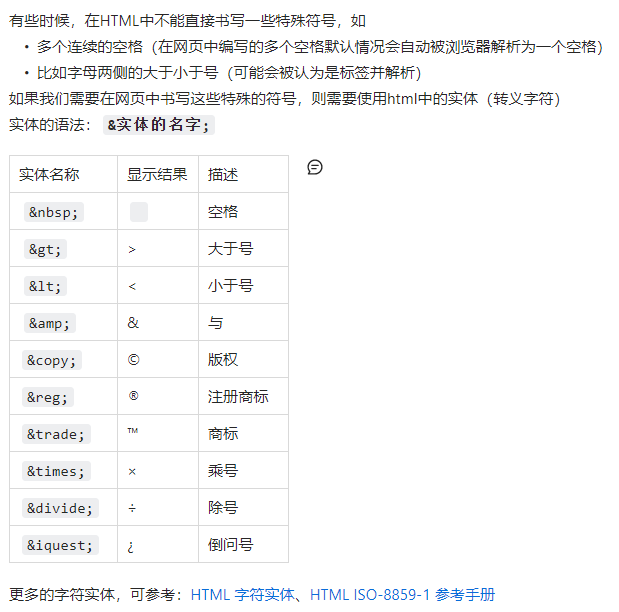 有些时候，在HTML中不能直接书写一些特殊符号，如
• 多个连续的空格（在网页中编写的多个空格默认情况会自动被浏览器解析为一个空格）
• 比如字母两侧的大于小于号（可能会被认为是标签并解析）
如果我们需要在网页中书写这些特殊的符号，则需要使用html中的实体（转义字符）
实体的语法： &实体的名字;
实体名称 显示结果 描述
&nbsp; 空格
&gt; > 大于号
&lt; < 小于号
&amp; & 与
&copy; © 版权
&reg; ® 注册商标
&trade; ™ 商标
&times; × 乘号
&divide; ÷ 除号
&iquest; ¿ 倒问号
更多的字符实体，可参考：HTML 字符实体、HTML ISO-8859-1 参考手册